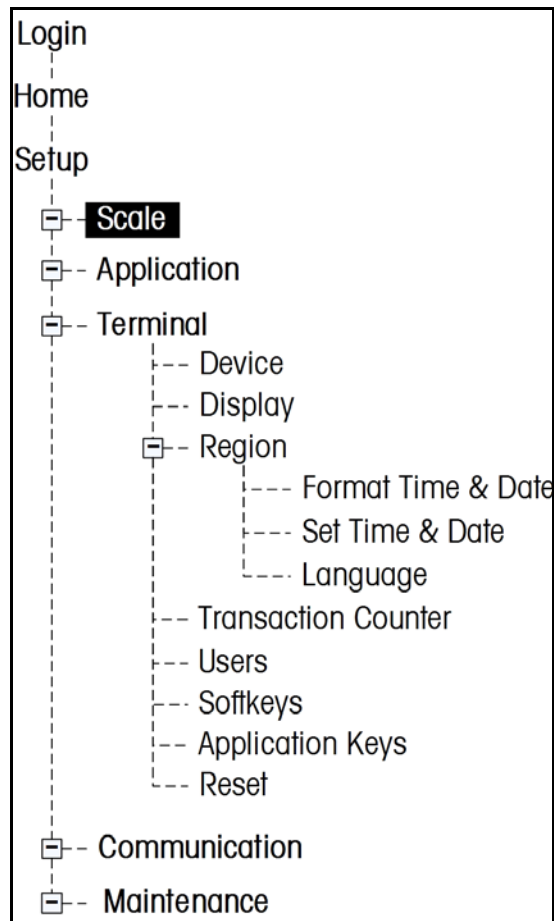 Login
Home
Setup
Scale
Application
Terminal
Device
Display
Region
Format Time & Date
Set Time & Date
Language
Transaction Counter
Users
Softkeys
Application Keys
Reset
Communication
Maintenance